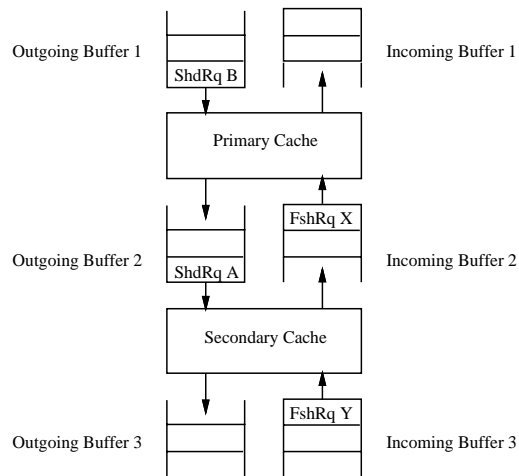 Outgoing Buffer 1
ShdRq B
Incoming Buffer 1
Primary Cache
Outgoing Buffer 2
ShdRq A
FshRq X
Incoming Buffer 2
Secondary Cache
Outgoing Buffer 3
FshRq Y
Incoming Buffer 3